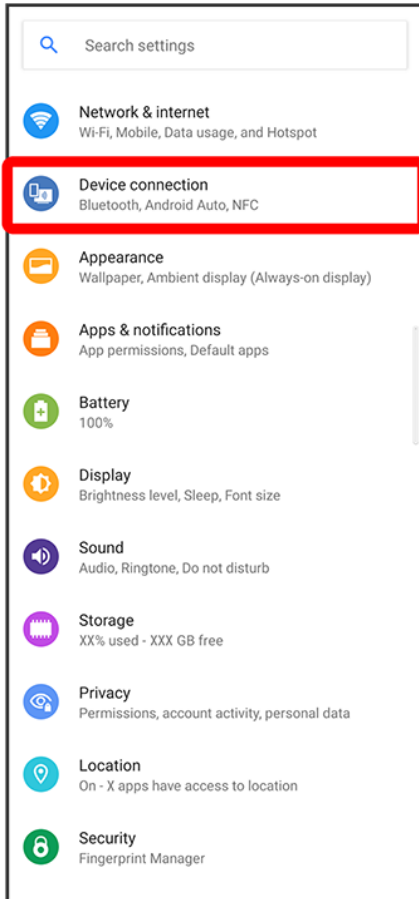 Search settings
Network & internet
Wi-Fi, Mobile, Data usage, and Hotspot
Device connection
Bluetooth, Android Auto, NFC
Appearance
Wallpaper, Ambient display (Always-on display)
Apps & notifications
App permissions, Default apps
Battery
100%
Display
Brightness level, Sleep, Font size
Sound
Audio, Ringtone, Do not disturb
Storage
XX% used - XXX GB free
Privacy
Permissions, account activity, personal data
Location
On - X apps have access to location
Security
Fingerprint Manager